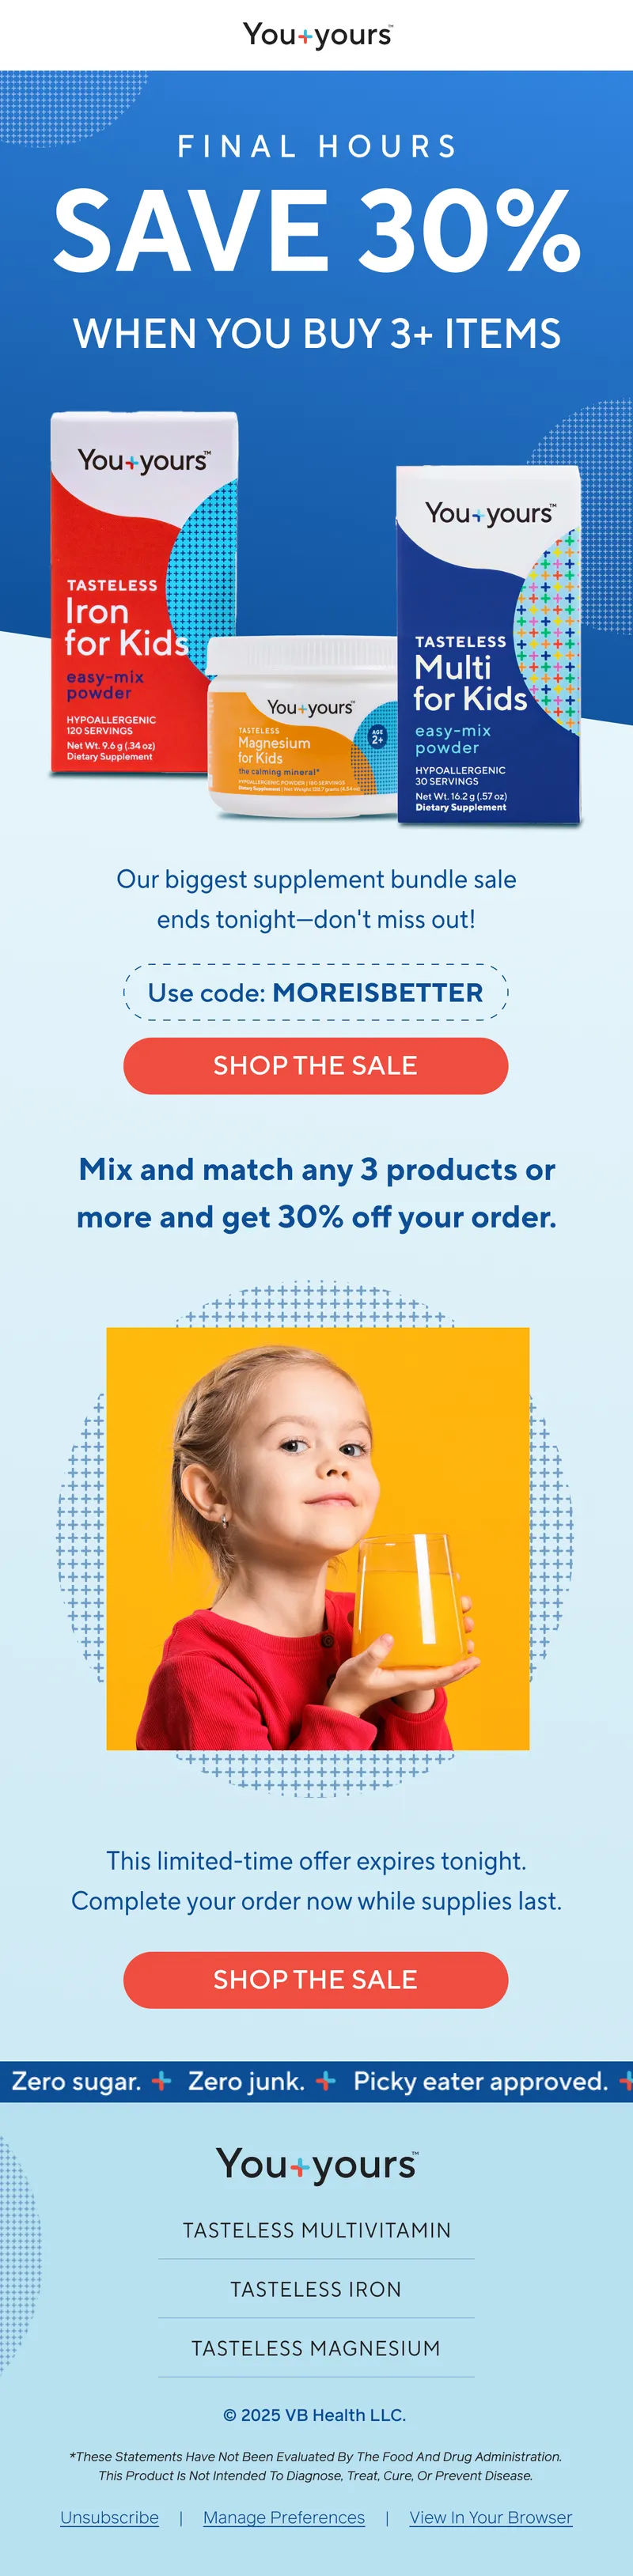 You+yours™
FINAL HOURS
SAVE 30%
WHEN YOU BUY 3+ ITEMS
You+yours™
TASTELESS
Iron
for Kids
easy-mix
powder
HYPOALLERGENIC
120 SERVINGS
Net Wt. 9.6 g (.34 oz)
Dietary Supplement
You+yours™
TASTELESS
Magnesium
for Kids
the calming mineral*
AGE
2+
You+yours™
TASTELESS
Multi
for Kids
easy-mix
powder
HYPOALLERGENIC
30 SERVINGS
Net Wt. 16.2 g (.57 oz)
Dietary Supplement
Our biggest supplement bundle sale
ends tonight—don't miss out!
Use code: MOREISBETTER
SHOP THE SALE
Mix and match any 3 products or
more and get 30% off your order.
This limited-time offer expires tonight.
Complete your order now while supplies last.
SHOP THE SALE
Zero sugar. + Zero junk. + Picky eater approved. +
You+yours™
TASTELESS MULTIVITAMIN
TASTELESS IRON
TASTELESS MAGNESIUM
© 2025 VB Health LLC.
*These Statements Have Not Been Evaluated By The Food And Drug Administration.
This Product Is Not Intended To Diagnose, Treat, Cure, Or Prevent Disease.
Unsubscribe | Manage Preferences | View In Your Browser